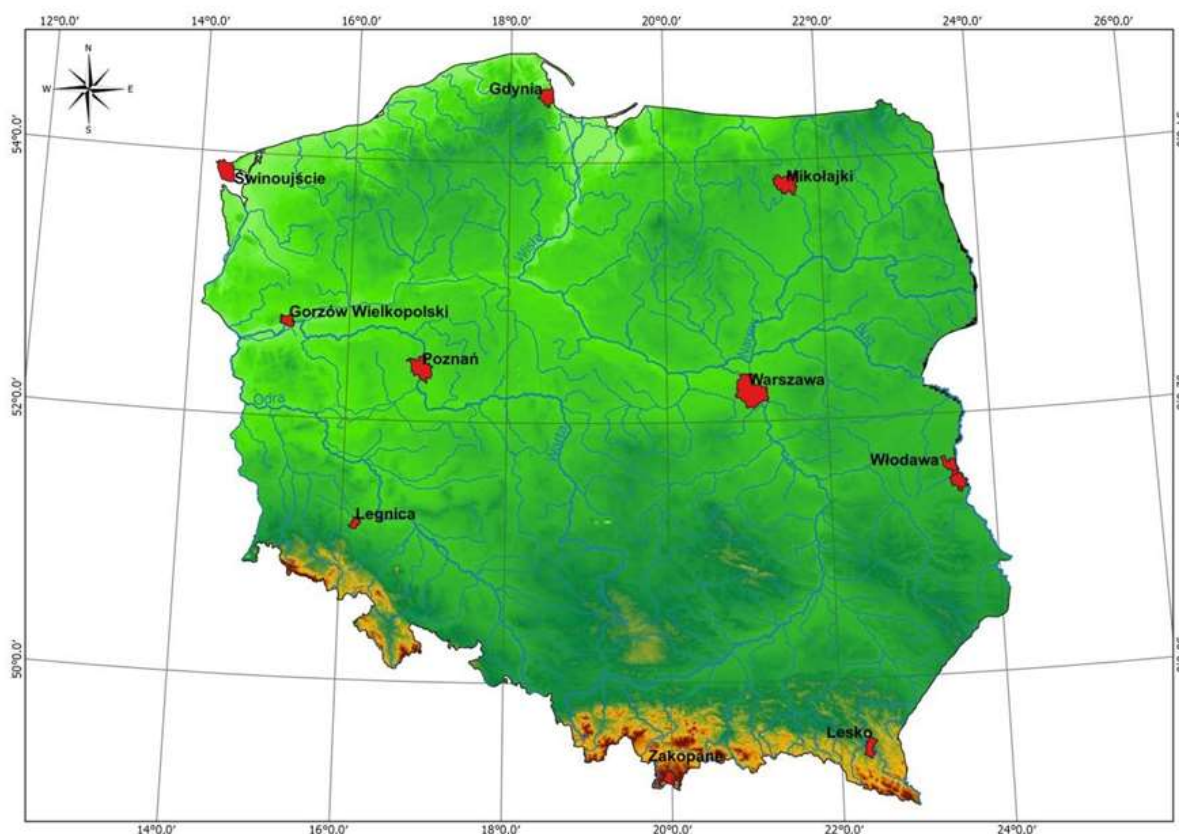 12°0.0′ 14°0.0′ 16°0.0′ 18°0.0′ 20°0.0′ 22°0.0′ 24°0.0′ 26°0.0′
N
W E
S
Gdynia
54°0.0′
Świnoujście
Mikołajki
Wisła
Gorzów Wielkopolski
Narew
Bug
Poznań
Warszawa
52°0.0′
Odra
Warta
Włodawa
Legnica
50°0.0′
Lesko
Zakopane
14°0.0′ 16°0.0′ 18°0.0′ 20°0.0′ 22°0.0′ 24°0.0′